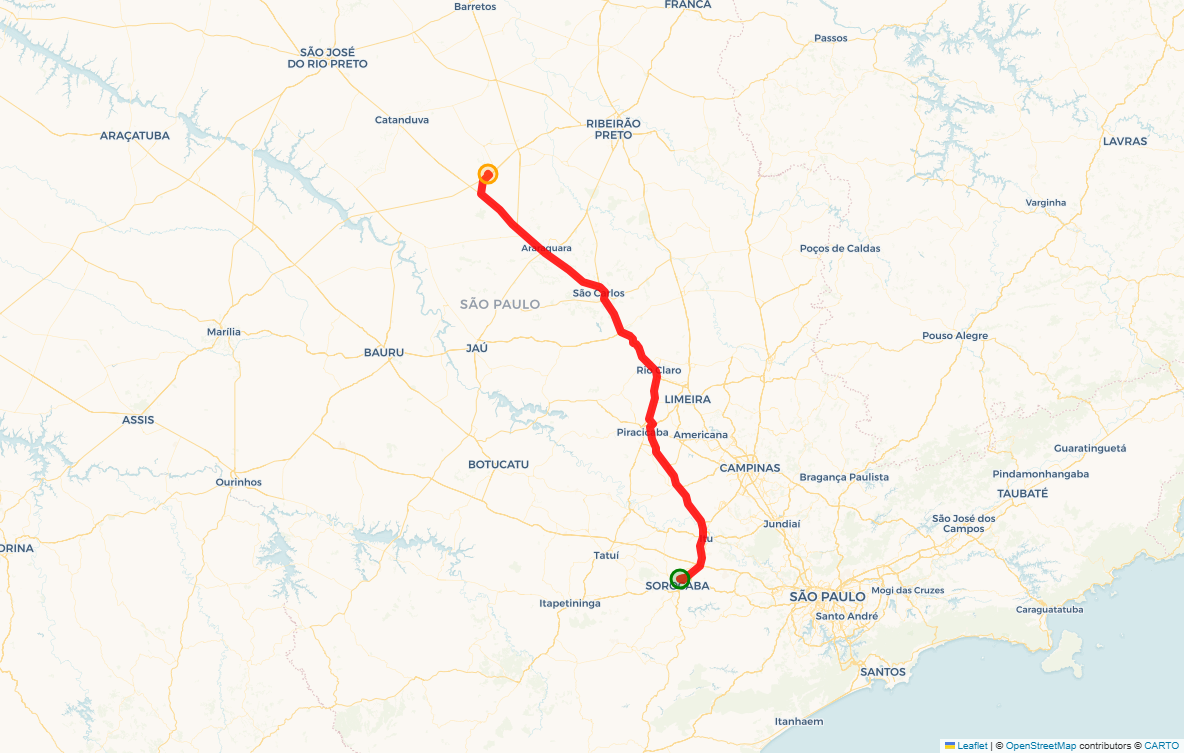 Barretos
FRANCA
Passos
SÃO JOSÉ
DO RIO PRETO
Catanduva
RIBEIRÃO
PRETO
ARAÇATUBA
LAVRAS
Varginha
Araraquara
Poços de Caldas
São Carlos
SÃO PAULO
Marília
Pouso Alegre
BAURU
JAÚ
Rio Claro
LIMEIRA
ASSIS
Piracicaba
Americana
Guaratinguetá
BOTUCATU
CAMPINAS
Bragança Paulista
Pindamonhangaba
Ourinhos
TAUBATÉ
Jundiaí
São José dos
Campos
ORINA
Tatuí
SOROCABA
Mogi das Cruzes
SÃO PAULO
Itapetininga
Caraguatatuba
Santo André
SANTOS
Itanhaem
Leaflet | © OpenStreetMap contributors © CARTO